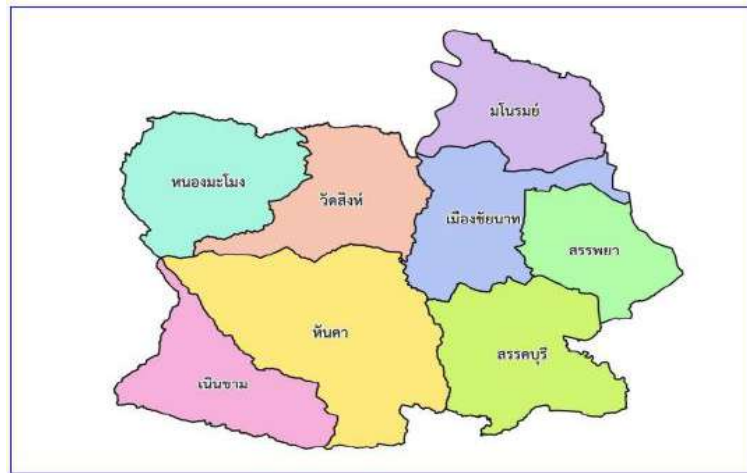 มโนรมย์
หนองมะโมง
วัดสิงห์
เมืองชัยนาท
สรรพยา
หันคา
สรรคบุรี
เนินขาม